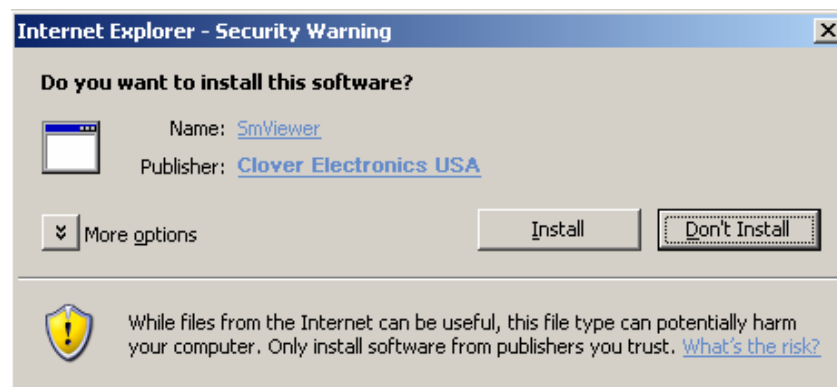 Internet Explorer - Security Warning
Do you want to install this software?
Name: SmViewer
Publisher: Clover Electronics USA
More options
Install
Don't Install
While files from the Internet can be useful, this file type can potentially harm
your computer. Only install software from publishers you trust. What's the risk?